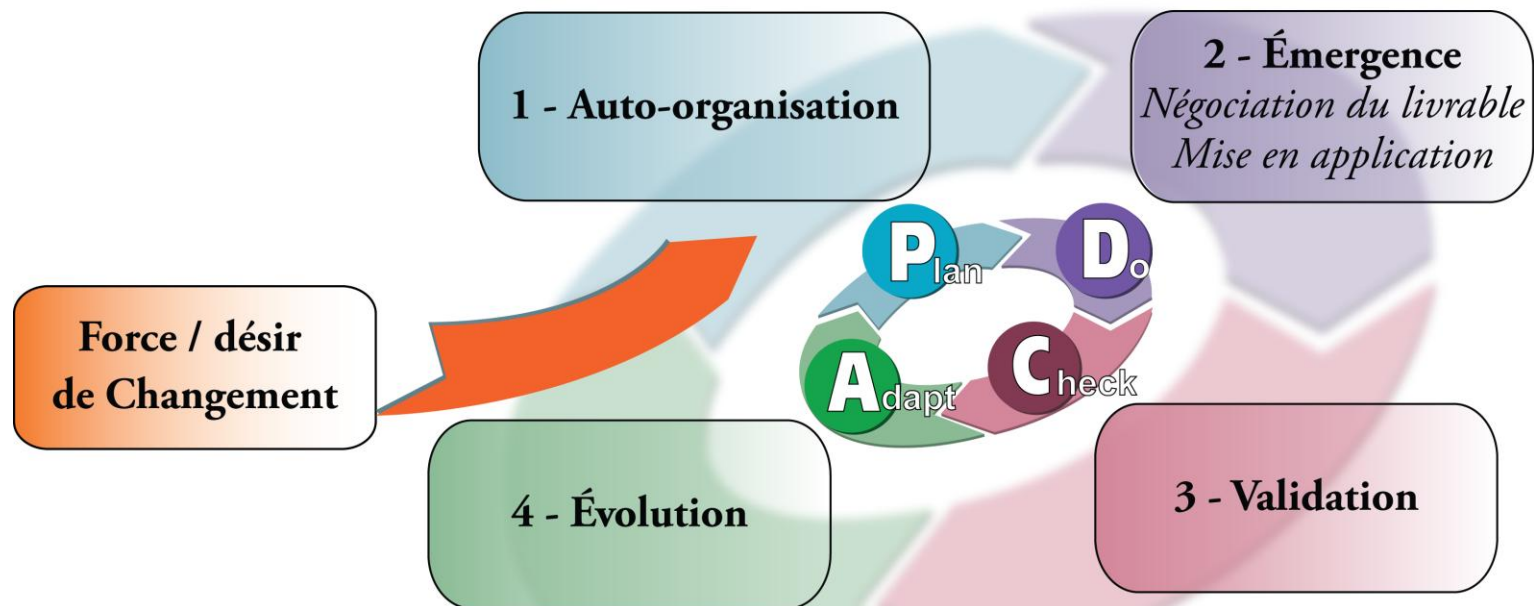 1 - Auto-organisation
2 - Émergence
Négociation du livrable
Mise en application
Plan
Do
Force / désir
de Changement
Adapt
Check
4 - Évolution
3 - Validation